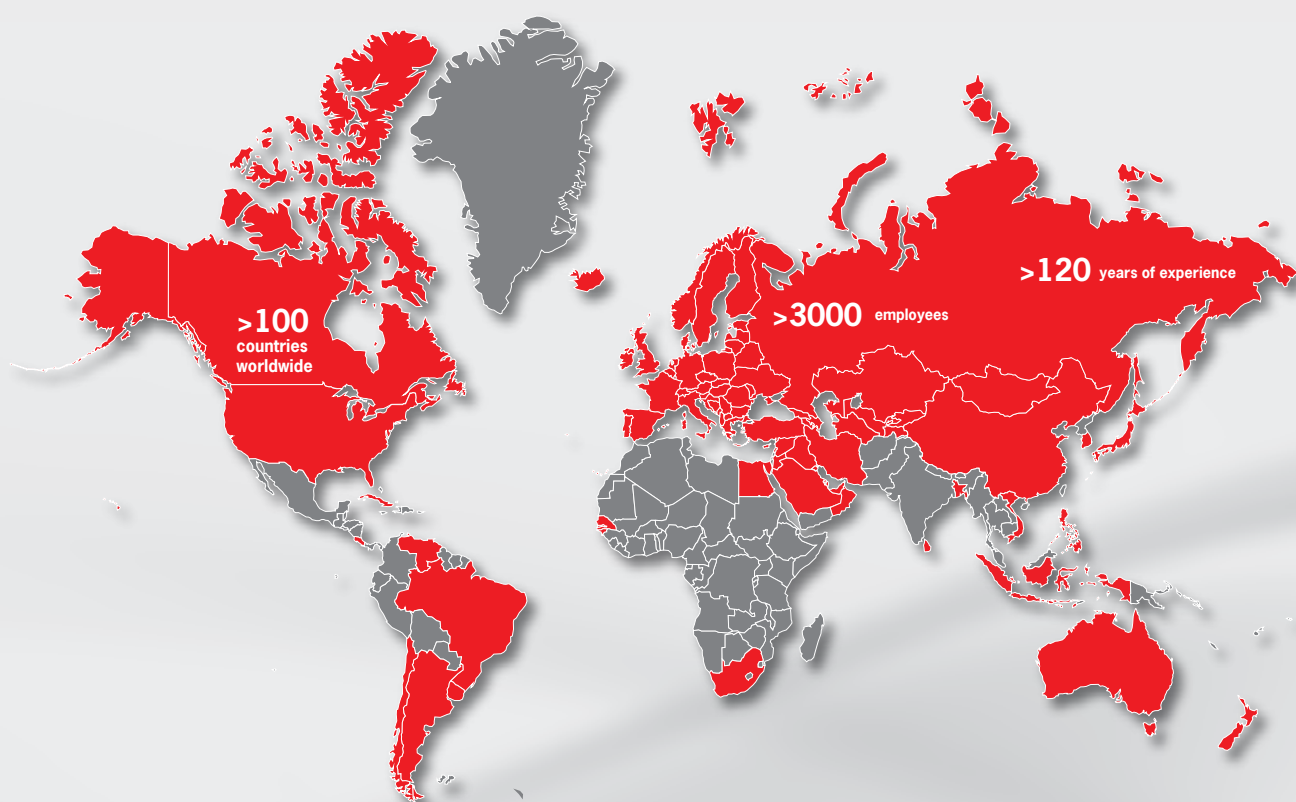 >100
countries
worldwide
>3000 employees
>120 years of experience